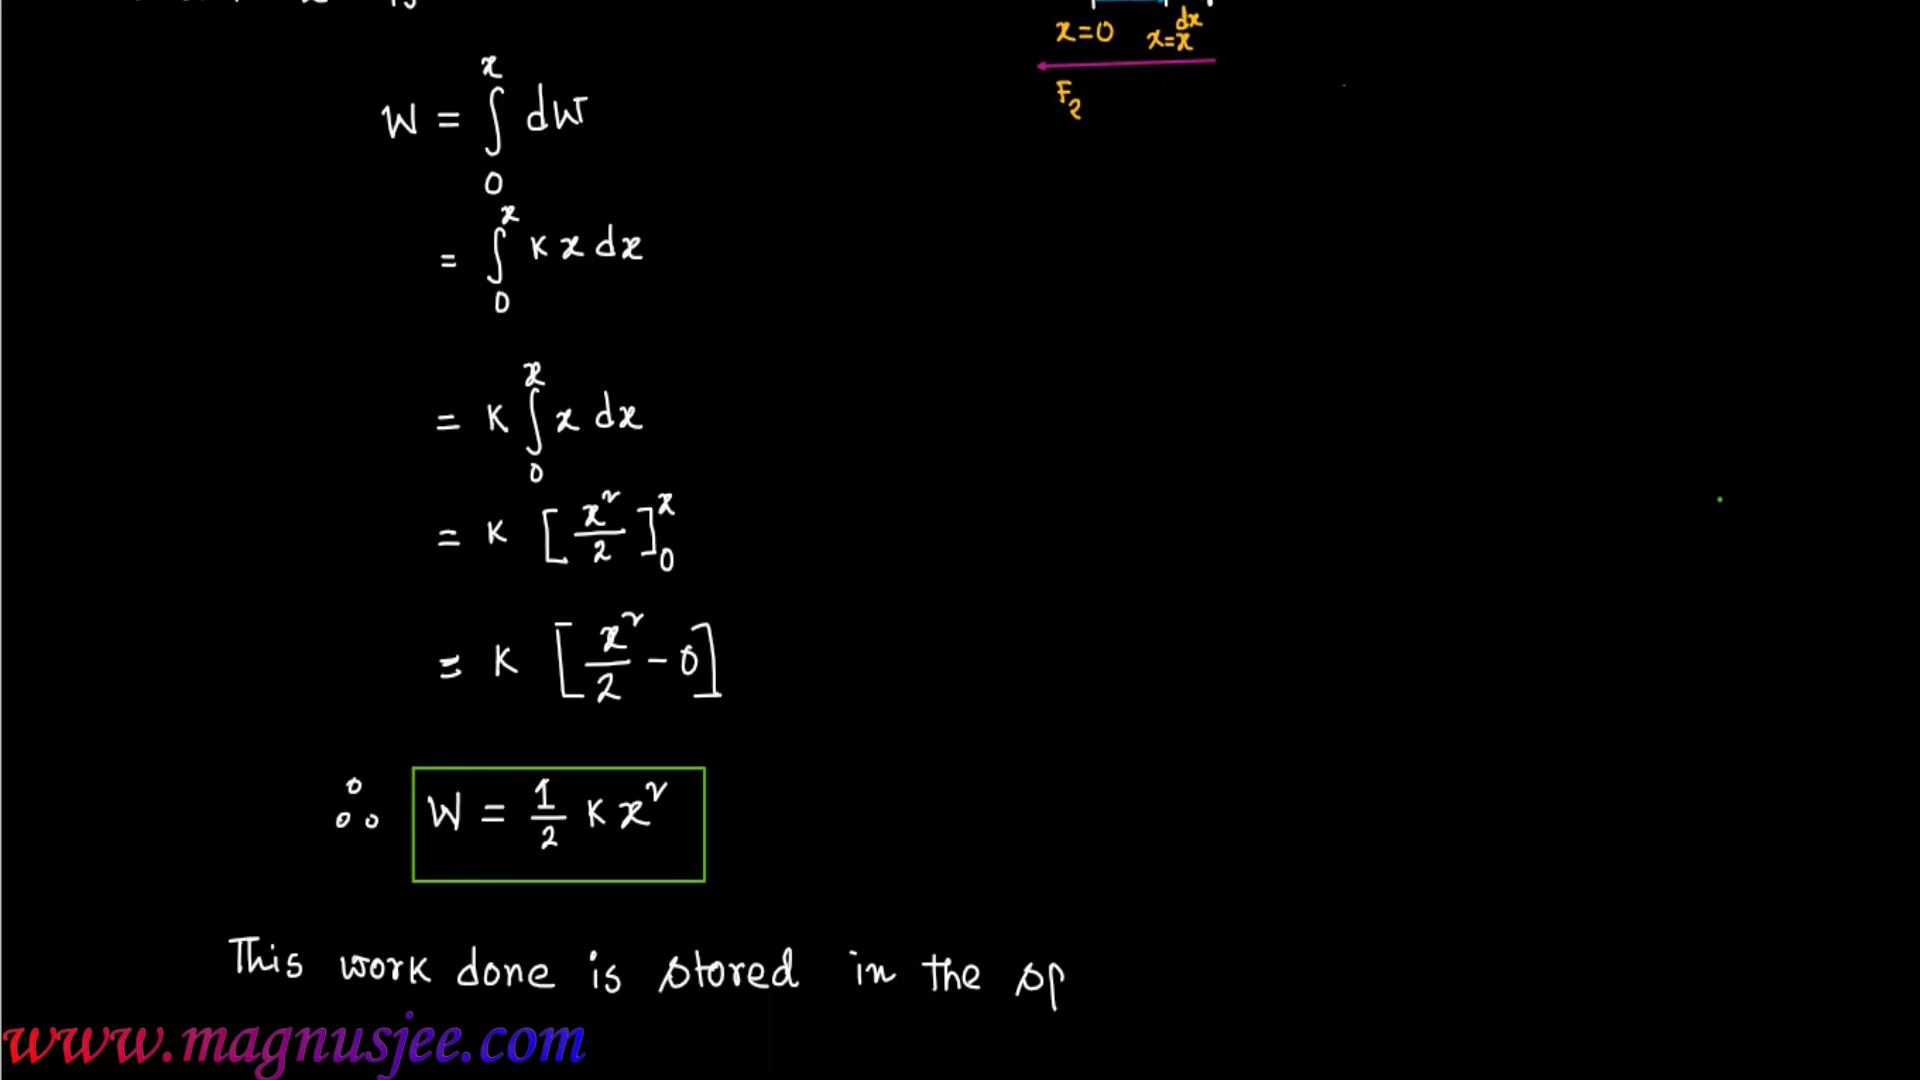 is
x=0 x=x dx
F2
W = ∫₀ˣ dW
= ∫₀ˣ K x dx
= K ∫₀ˣ x dx
= K [x²/2]₀ˣ
= K [x²/2 - 0]
∴ W = 1/2 K x²
This work done is stored in the sp
www.magnusjee.com